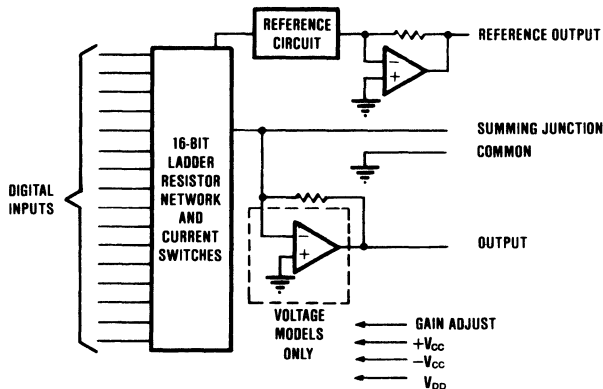 REFERENCE
CIRCUIT
REFERENCE OUTPUT
−
+
16-BIT
LADDER
RESISTOR
NETWORK
AND
CURRENT
SWITCHES
SUMMING JUNCTION
COMMON
DIGITAL
INPUTS
−
+
OUTPUT
VOLTAGE
MODELS
ONLY
GAIN ADJUST
+VCC
−VCC
VDD